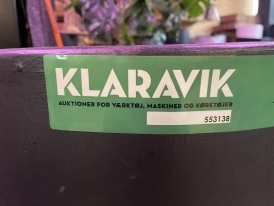 KLARAVIK
AUKTIONER FOR VÆRKTØJ, MASKINER OG KØRETØJER
553138